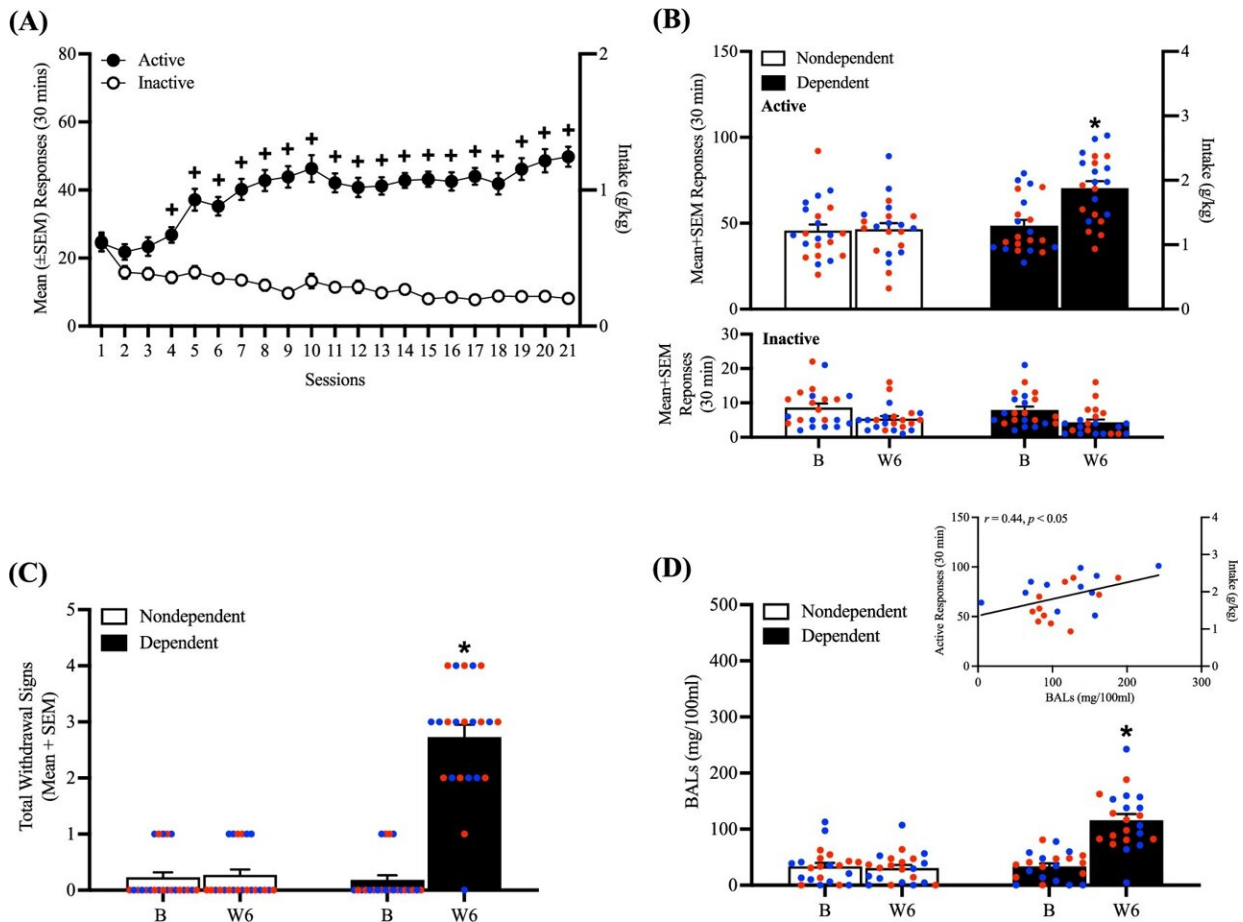 (A)
80
60
40
20
0
Mean (±SEM) Responses (30 mins)
Active
Inactive
+ + + + + + + + + + + + + + + + + +
2
1
0
Intake (g/kg)
1 2 3 4 5 6 7 8 9 10 11 12 13 14 15 16 17 18 19 20 21
Sessions
(B)
150
100
50
0
Mean+SEM Reponses (30 min)
Nondependent
Dependent
Active
*
4
3
2
1
0
Intake (g/kg)
30
20
10
0
Mean+SEM
Reponses
(30 min)
Inactive
B W6 B W6
(C)
5
4
3
2
1
0
Total Withdrawal Signs
(Mean + SEM)
Nondependent
Dependent
*
B W6 B W6
(D)
500
400
300
200
100
0
BALs (mg/100ml)
Nondependent
Dependent
*
B W6 B W6
r = 0.44, p < 0.05
150
100
50
0
Active Responses (30 min)
4
3
2
1
0
Intake (g/kg)
0 100 200 300
BALs (mg/100ml)